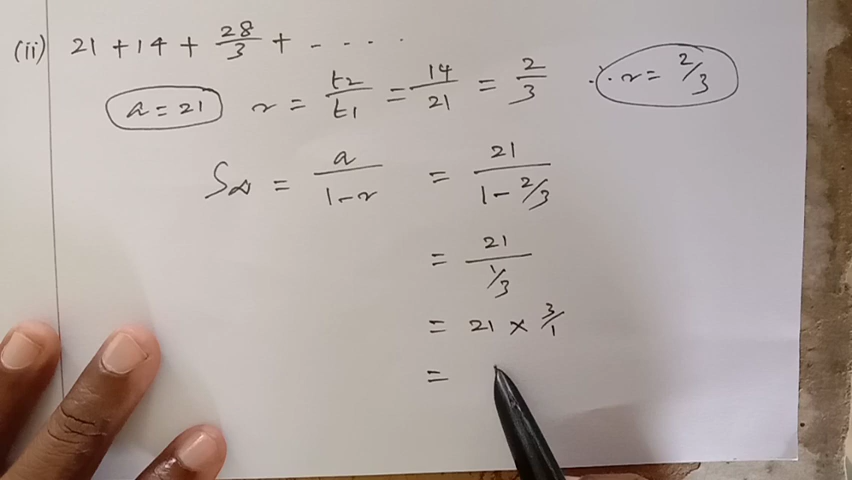 (ii) 21 + 14 + 28/3 + - - - -
a = 21 r = t2/t1 = 14/21 = 2/3 ∴ r = 2/3
S∞ = a/1-r = 21/1-2/3
= 21/1/3
= 21 × 3/1
=